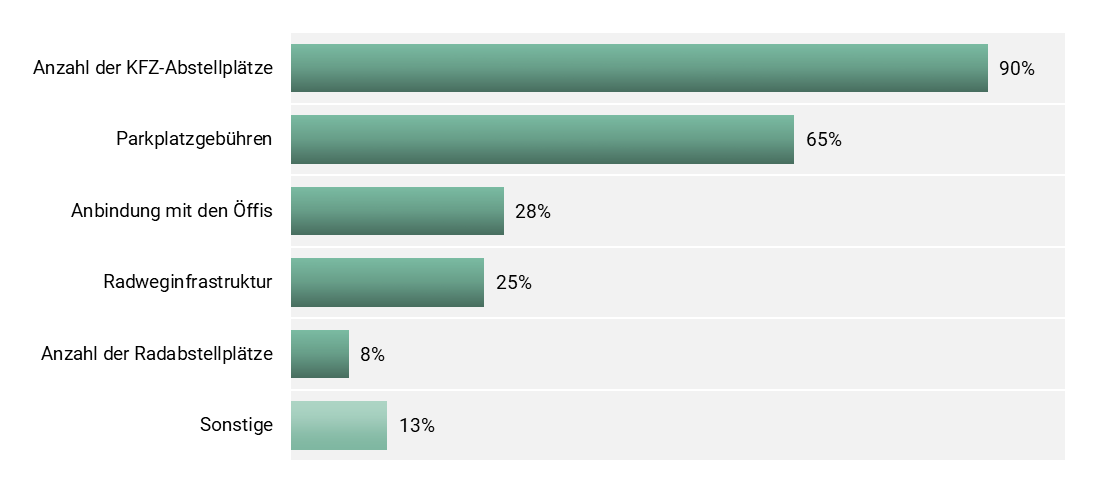 Anzahl der KFZ-Abstellplätze 90%
Parkplatzgebühren 65%
Anbindung mit den Öffis 28%
Radweginfrastruktur 25%
Anzahl der Radabstellplätze 8%
Sonstige 13%